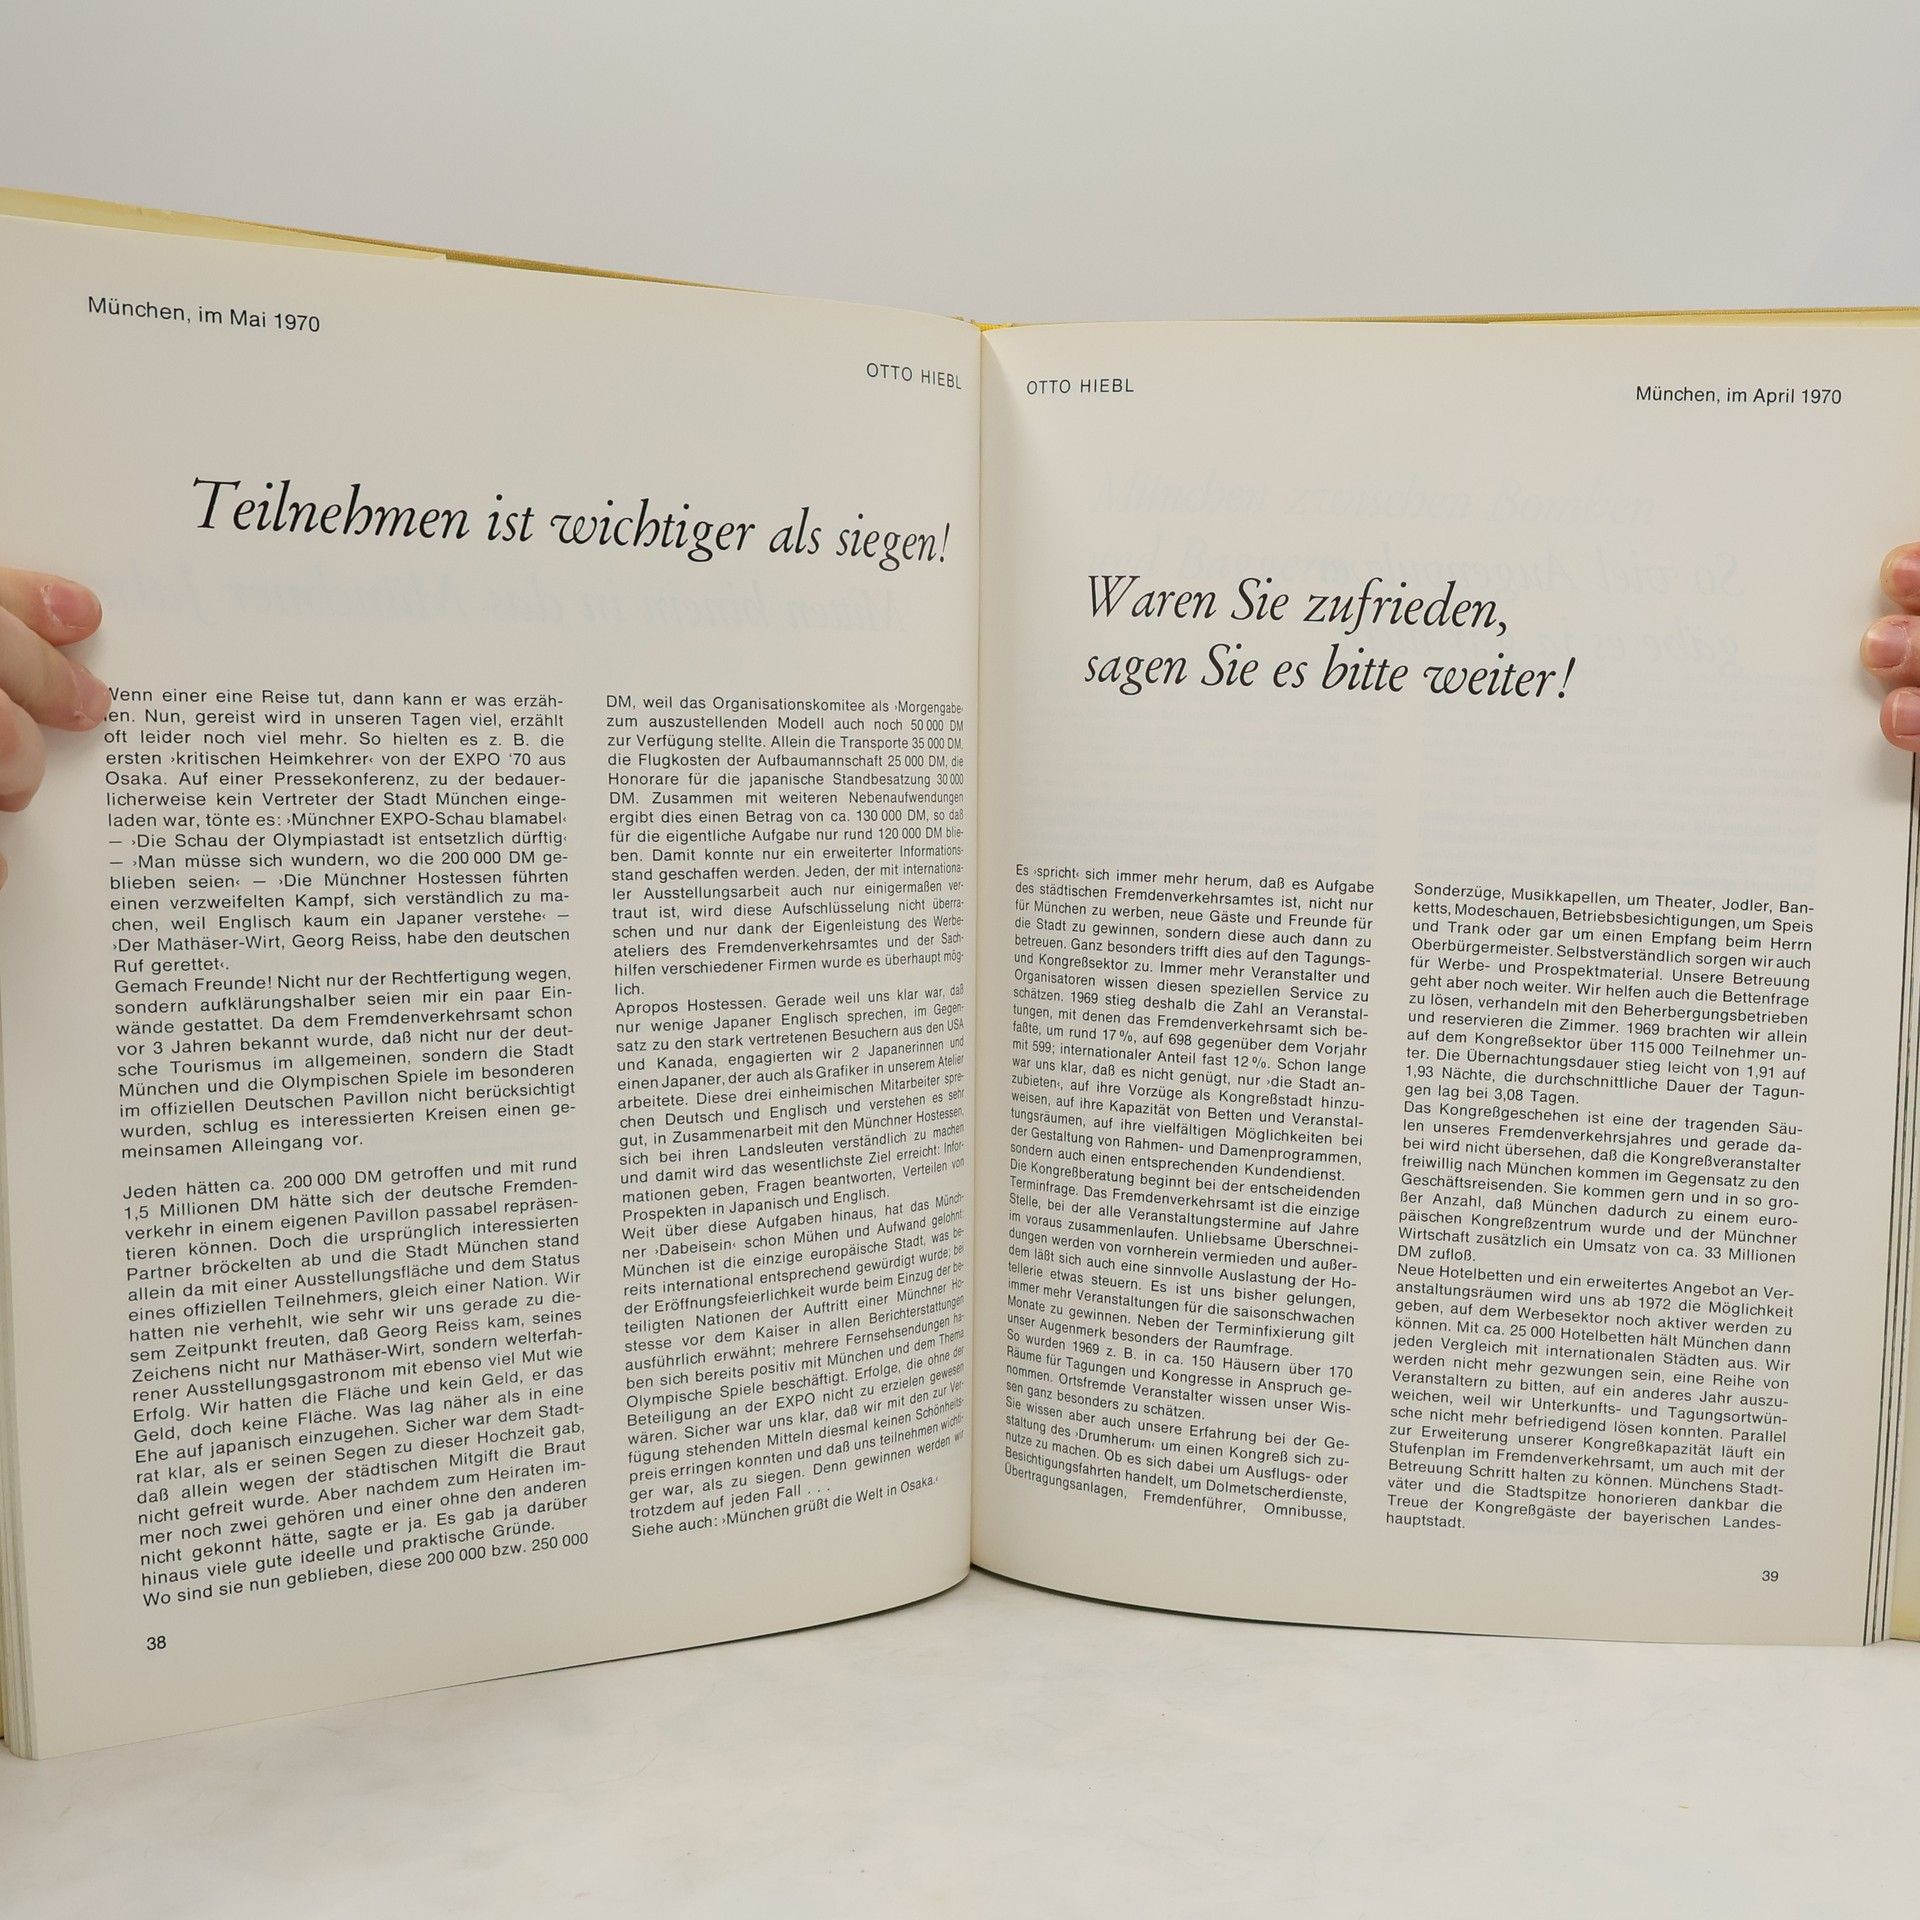 München, im Mai 1970
OTTO HIEBL
Teilnehmen ist wichtiger als siegen!
Wenn einer eine Reise tut, dann kann er was erzäh-
len. Nun, gereist wird in unseren Tagen viel, erzählt
oft leider noch viel mehr. So hielten es z. B. die
ersten ›kritischen Heimkehrer‹ von der EXPO '70 aus
Osaka. Auf einer Pressekonferenz, zu der bedauer-
licherweise kein Vertreter der Stadt München einge-
laden war, tönte es: ›Münchner EXPO-Schau blamabel‹
— ›Die Schau der Olympiastadt ist entsetzlich dürftig‹
— ›Man müsse sich wundern, wo die 200 000 DM ge-
blieben seien‹ — ›Die Münchner Hostessen führten
einen verzweifelten Kampf, sich verständlich zu ma-
chen, weil Englisch kaum ein Japaner verstehe‹ —
›Der Mathäser-Wirt, Georg Reiss, habe den deutschen
Ruf gerettet‹.
Gemach Freunde! Nicht nur der Rechtfertigung wegen,
sondern aufklärungshalber seien mir ein paar Ein-
wände gestattet. Da dem Fremdenverkehrsamt schon
vor 3 Jahren bekannt wurde, daß nicht nur der deut-
sche Tourismus im allgemeinen, sondern die Stadt
München und die Olympischen Spiele im besonderen
im offiziellen Deutschen Pavillon nicht berücksichtigt
wurden, schlug es interessierten Kreisen einen ge-
meinsamen Alleingang vor.
Jeden hätten ca. 200 000 DM getroffen und mit rund
1,5 Millionen DM hätte sich der deutsche Fremden-
verkehr in einem eigenen Pavillon passabel repräsen-
tieren können. Doch die ursprünglich interessierten
Partner bröckelten ab und die Stadt München stand
allein da mit einer Ausstellungsfläche und dem Status
eines offiziellen Teilnehmers, gleich einer Nation. Wir
hatten nie verhehlt, wie sehr wir uns gerade zu die-
sem Zeitpunkt freuten, daß Georg Reiss kam, seines
Zeichens nicht nur Mathäser-Wirt, sondern welterfah-
rener Ausstellungsgastronom mit ebenso viel Mut wie
Erfolg. Wir hatten die Fläche und kein Geld, er das
Geld, doch keine Fläche. Was lag näher als in eine
Ehe auf japanisch einzugehen. Sicher war dem Stadt-
rat klar, als er seinen Segen zu dieser Hochzeit gab,
daß allein wegen der städtischen Mitgift die Braut
nicht gefreit wurde. Aber nachdem zum Heiraten im-
mer noch zwei gehören und einer ohne den anderen
nicht gekonnt hätte, sagte er ja. Es gab ja darüber
hinaus viele gute ideelle und praktische Gründe.
Wo sind sie nun geblieben, diese 200 000 bzw. 250 000
DM, weil das Organisationskomitee als ›Morgengabe‹
zum auszustellenden Modell auch noch 50 000 DM
zur Verfügung stellte. Allein die Transporte 35 000 DM,
die Flugkosten der Aufbaumannschaft 25 000 DM, die
Honorare für die japanische Standbesatzung 30 000
DM. Zusammen mit weiteren Nebenaufwendungen
ergibt dies einen Betrag von ca. 130 000 DM, so daß
für die eigentliche Aufgabe nur rund 120 000 DM blie-
ben. Damit konnte nur ein erweiterter Informations-
stand geschaffen werden. Jeden, der mit internationa-
ler Ausstellungsarbeit auch nur einigermaßen ver-
traut ist, wird diese Aufschlüsselung nicht überra-
schen und nur dank der Eigenleistung des Werbe-
ateliers des Fremdenverkehrsamtes und der Sach-
hilfen verschiedener Firmen wurde es überhaupt mög-
lich.
Apropos Hostessen. Gerade weil uns klar war, daß
nur wenige Japaner Englisch sprechen, im Gegen-
satz zu den stark vertretenen Besuchern aus den USA
und Kanada, engagierten wir 2 Japanerinnen und
einen Japaner, der auch als Grafiker in unserem Atelier
arbeitete. Diese drei einheimischen Mitarbeiter spre-
chen Deutsch und Englisch und verstehen es sehr
gut, in Zusammenarbeit mit den Münchner Hostessen,
sich bei ihren Landsleuten verständlich zu machen
und damit wird das wesentlichste Ziel erreicht: Infor-
mationen geben, Fragen beantworten, Verteilen von
Prospekten in Japanisch und Englisch.
Weit über diese Aufgaben hinaus, hat das Münch-
ner ›Dabeisein‹ schon Mühen und Aufwand gelohnt:
München ist die einzige europäische Stadt, was be-
reits international entsprechend gewürdigt wurde; bei
der Eröffnungsfeierlichkeit wurde beim Einzug der be-
teiligten Nationen der Auftritt einer Münchner Ho-
stesse vor dem Kaiser in allen Berichterstattungen
ausführlich erwähnt; mehrere Fernsehsendungen ha-
ben sich bereits positiv mit München und dem Thema
Olympische Spiele beschäftigt. Erfolge, die ohne der
Beteiligung an der EXPO nicht zu erzielen gewesen
wären. Sicher war uns klar, daß wir mit den zur Ver-
fügung stehenden Mitteln diesmal keinen Schönheits-
preis erringen konnten und daß uns teilnehmen wichti-
ger war, als zu siegen. Denn gewinnen werden wir
trotzdem auf jeden Fall . . .
Siehe auch: ›München grüßt die Welt in Osaka.‹
38
OTTO HIEBL
München, im April 1970
Waren Sie zufrieden,
sagen Sie es bitte weiter!
Es ›spricht‹ sich immer mehr herum, daß es Aufgabe
des städtischen Fremdenverkehrsamtes ist, nicht nur
für München zu werben, neue Gäste und Freunde für
die Stadt zu gewinnen, sondern diese auch dann zu
betreuen. Ganz besonders trifft dies auf den Tagungs-
und Kongreßsektor zu. Immer mehr Veranstalter und
Organisatoren wissen diesen speziellen Service zu
schätzen. 1969 stieg deshalb die Zahl an Veranstal-
tungen, mit denen das Fremdenverkehrsamt sich be-
faßte, um rund 17 %, auf 698 gegenüber dem Vorjahr
mit 599; internationaler Anteil fast 12 %. Schon lange
war uns klar, daß es nicht genügt, nur ›die Stadt an-
zubieten‹, auf ihre Vorzüge als Kongreßstadt hinzu-
weisen, auf ihre Kapazität von Betten und Veranstal-
tungsräumen, auf ihre vielfältigen Möglichkeiten bei
der Gestaltung von Rahmen- und Damenprogrammen,
sondern auch einen entsprechenden Kundendienst.
Die Kongreßberatung beginnt bei der entscheidenden
Terminfrage. Das Fremdenverkehrsamt ist die einzige
Stelle, bei der alle Veranstaltungstermine auf Jahre
im voraus zusammenlaufen. Unliebsame Überschnei-
dungen werden von vornherein vermieden und außer-
dem läßt sich auch eine sinnvolle Auslastung der Ho-
tellerie etwas steuern. Es ist uns bisher gelungen,
immer mehr Veranstaltungen für die saisonschwachen
Monate zu gewinnen. Neben der Terminfixierung gilt
unser Augenmerk besonders der Raumfrage.
So wurden 1969 z. B. in ca. 150 Häusern über 170
Räume für Tagungen und Kongresse in Anspruch ge-
nommen. Ortsfremde Veranstalter wissen unser Wis-
sen ganz besonders zu schätzen.
Sie wissen aber auch unsere Erfahrung bei der Ge-
staltung des ›Drumherum‹ um einen Kongreß sich zu-
nutze zu machen. Ob es sich dabei um Ausflugs- oder
Besichtigungsfahrten handelt, um Dolmetscherdienste,
Übertragungsanlagen, Fremdenführer, Omnibusse,
Sonderzüge, Musikkapellen, um Theater, Jodler, Ban-
ketts, Modeschauen, Betriebsbesichtigungen, um Speis
und Trank oder gar um einen Empfang beim Herrn
Oberbürgermeister. Selbstverständlich sorgen wir auch
für Werbe- und Prospektmaterial. Unsere Betreuung
geht aber noch weiter. Wir helfen auch die Bettenfrage
zu lösen, verhandeln mit den Beherbergungsbetrieben
und reservieren die Zimmer. 1969 brachten wir allein
auf dem Kongreßsektor über 115 000 Teilnehmer un-
ter. Die Übernachtungsdauer stieg leicht von 1,91 auf
1,93 Nächte, die durchschnittliche Dauer der Tagun-
gen lag bei 3,08 Tagen.
Das Kongreßgeschehen ist eine der tragenden Säu-
len unseres Fremdenverkehrsjahres und gerade da-
bei wird nicht übersehen, daß die Kongreßveranstalter
freiwillig nach München kommen im Gegensatz zu den
Geschäftsreisenden. Sie kommen gern und in so gro-
ßer Anzahl, daß München dadurch zu einem euro-
päischen Kongreßzentrum wurde und der Münchner
Wirtschaft zusätzlich ein Umsatz von ca. 33 Millionen
DM zufloß.
Neue Hotelbetten und ein erweitertes Angebot an Ver-
anstaltungsräumen wird uns ab 1972 die Möglichkeit
geben, auf dem Werbesektor noch aktiver werden zu
können. Mit ca. 25 000 Hotelbetten hält München dann
jeden Vergleich mit internationalen Städten aus. Wir
werden nicht mehr gezwungen sein, eine Reihe von
Veranstaltern zu bitten, auf ein anderes Jahr auszu-
weichen, weil wir Unterkunfts- und Tagungsortwün-
sche nicht mehr befriedigend lösen konnten. Parallel
zur Erweiterung unserer Kongreßkapazität läuft ein
Stufenplan im Fremdenverkehrsamt, um auch mit der
Betreuung Schritt halten zu können. Münchens Stadt-
väter und die Stadtspitze honorieren dankbar die
Treue der Kongreßgäste der bayerischen Landes-
hauptstadt.
39